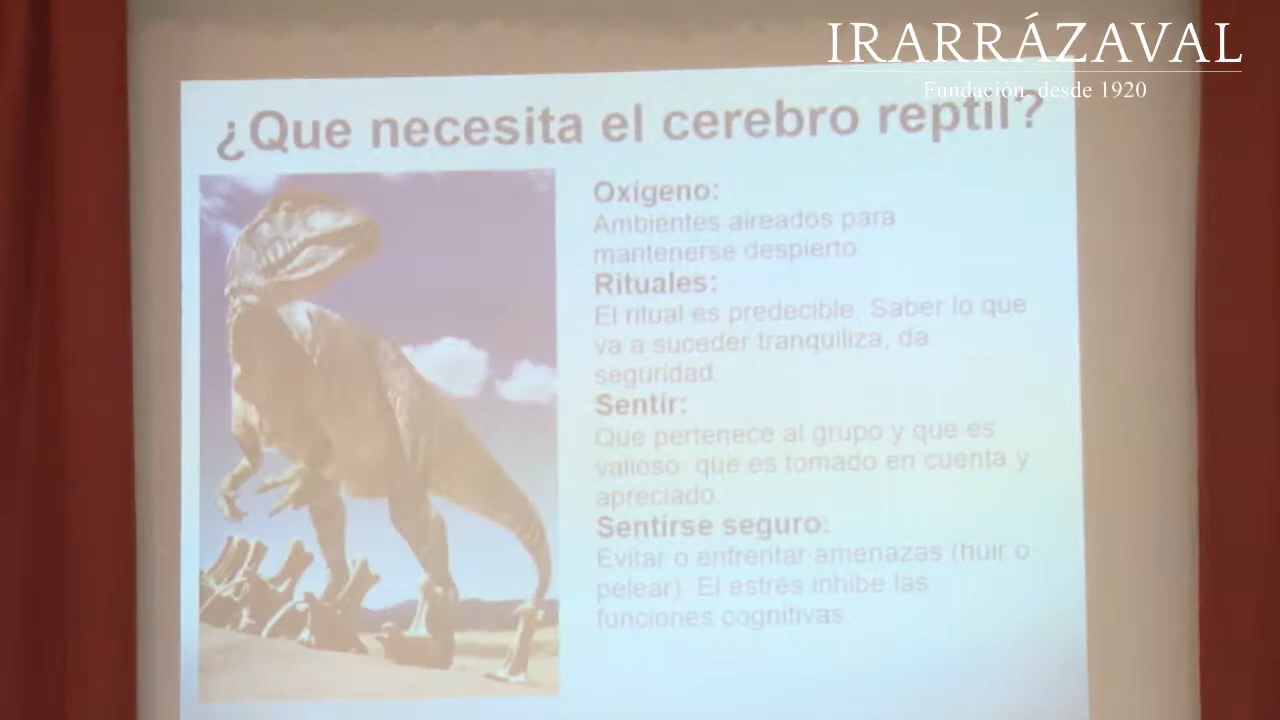 IRARRÁZAVAL
Fundación, desde 1920
¿Que necesita el cerebro reptil?
Oxígeno:
Ambientes aireados para
mantenerse despierto
Rituales:
El ritual es predecible. Saber lo que
va a suceder tranquiliza, da
seguridad.
Sentir:
Que pertenece al grupo y que es
valioso: que es tomado en cuenta y
apreciado.
Sentirse seguro:
Evitar o enfrentar amenazas (huir o
pelear). El estrés inhibe las
funciones cognitivas.